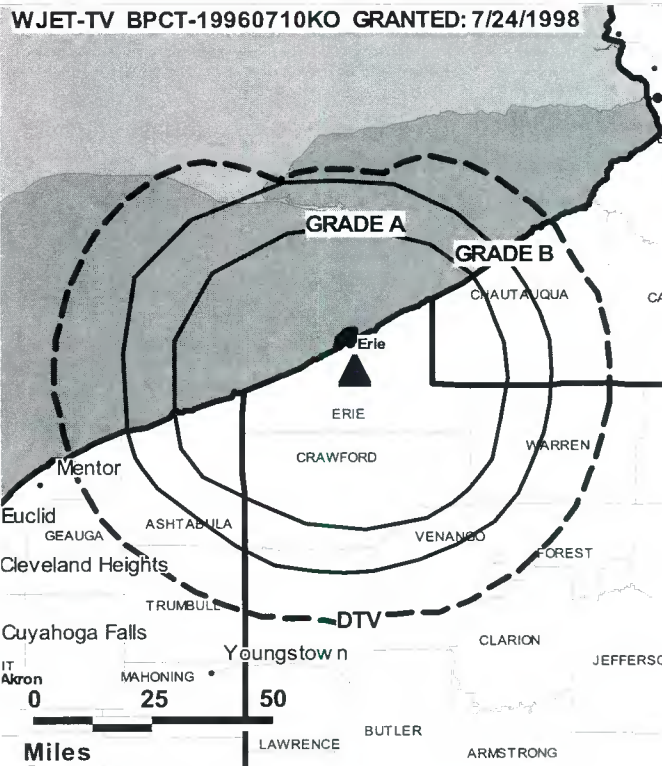 WJET-TV BPCT-19960710KO GRANTED: 7/24/1998
GRADE A
GRADE B
CHAUTAUQUA
CA
Erie
ERIE
CRAWFORD
WARREN
Mentor
Euclid
GEAUGA
ASHTABULA
VENANGO
FOREST
Cleveland Heights
TRUMBULL
DTV
Cuyahoga Falls
CLARION
Youngstown
JEFFERSO
IT
Akron
MAHONING
0 25 50
BUTLER
Miles
LAWRENCE
ARMSTRONG